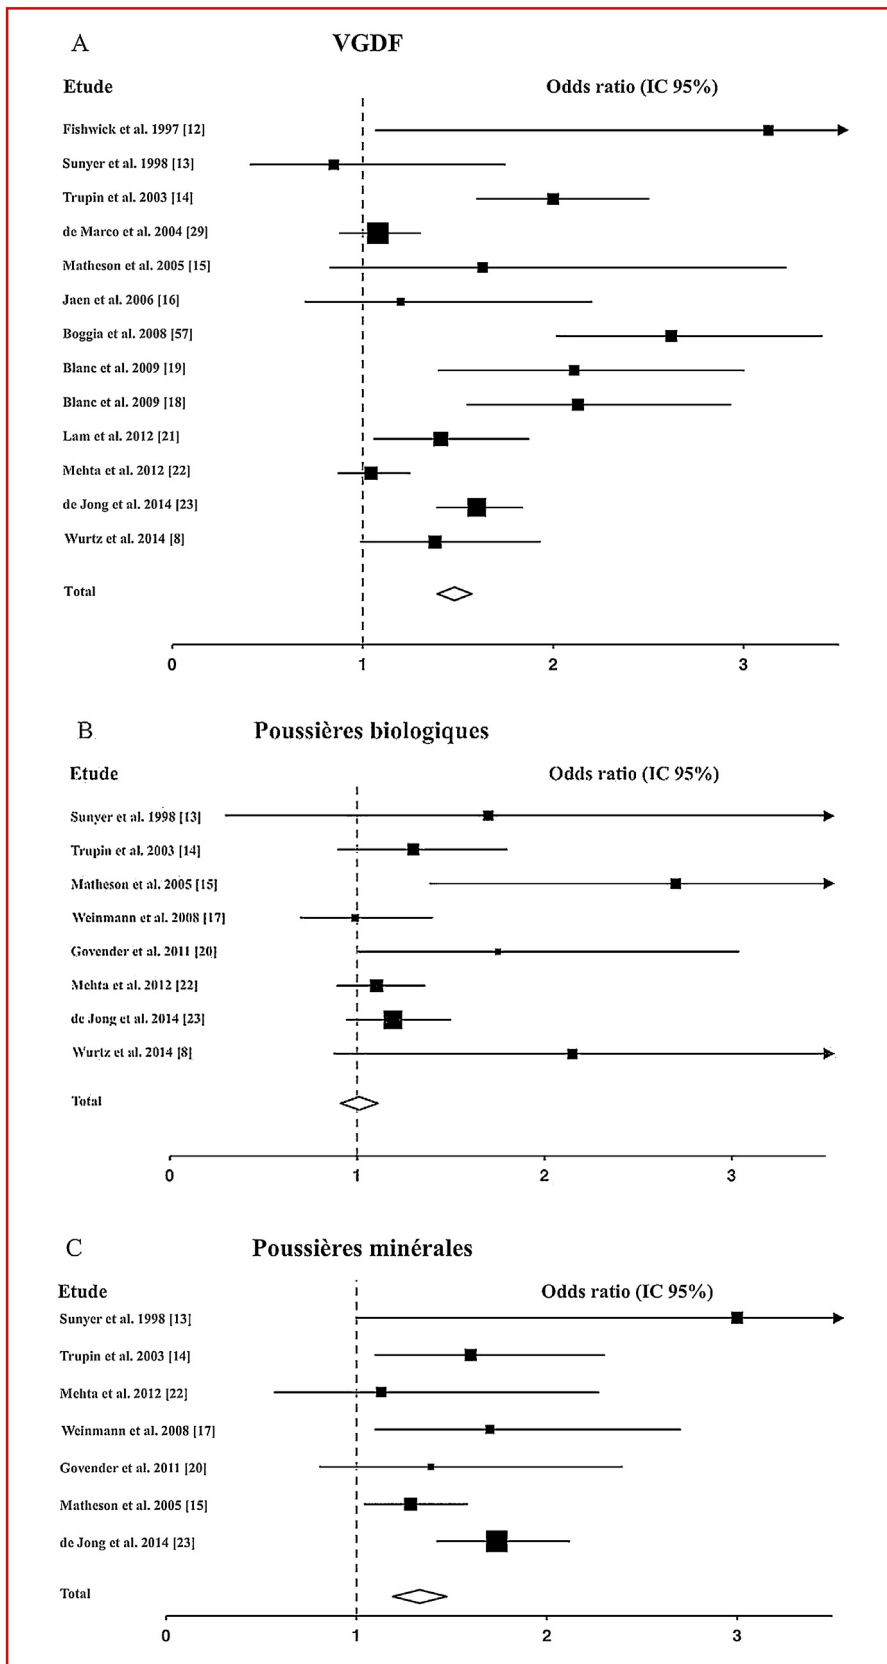 A VGDF
Etude Odds ratio (IC 95%)
Fishwick et al. 1997 [12]
Sunyer et al. 1998 [13]
Trupin et al. 2003 [14]
de Marco et al. 2004 [29]
Matheson et al. 2005 [15]
Jaen et al. 2006 [16]
Boggia et al. 2008 [57]
Blanc et al. 2009 [19]
Blanc et al. 2009 [18]
Lam et al. 2012 [21]
Mehta et al. 2012 [22]
de Jong et al. 2014 [23]
Wurtz et al. 2014 [8]
Total
0 1 2 3
B Poussières biologiques
Etude Odds ratio (IC 95%)
Sunyer et al. 1998 [13]
Trupin et al. 2003 [14]
Matheson et al. 2005 [15]
Weinmann et al. 2008 [17]
Govender et al. 2011 [20]
Mehta et al. 2012 [22]
de Jong et al. 2014 [23]
Wurtz et al. 2014 [8]
Total
0 1 2 3
C Poussières minérales
Etude Odds ratio (IC 95%)
Sunyer et al. 1998 [13]
Trupin et al. 2003 [14]
Mehta et al. 2012 [22]
Weinmann et al. 2008 [17]
Govender et al. 2011 [20]
Matheson et al. 2005 [15]
de Jong et al. 2014 [23]
Total
0 1 2 3